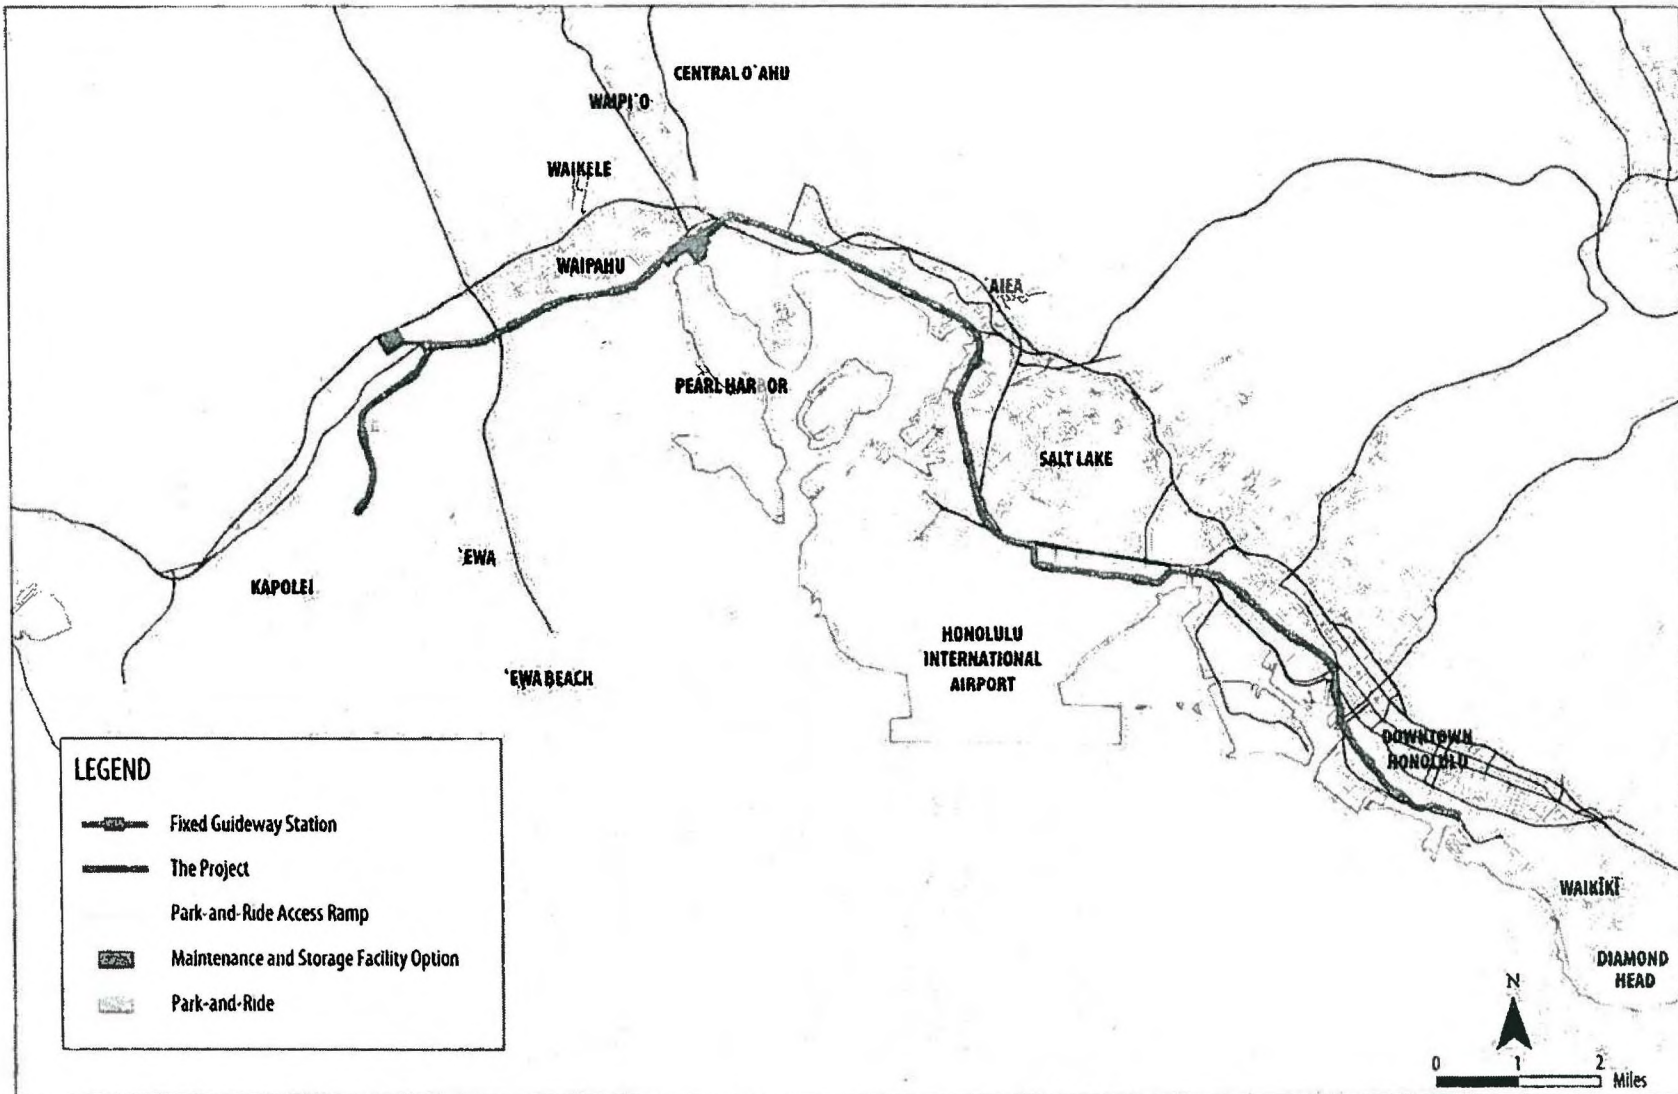 CENTRAL O`AHU
WAIPI`O
WAIKELE
WAIPAHU
`AIEA
PEARL HARBOR
SALT LAKE
`EWA
KAPOLEI
HONOLULU
INTERNATIONAL
AIRPORT
`EWA BEACH
DOWNTOWN
HONOLULU
WAIKĪKĪ
DIAMOND
HEAD
LEGEND
Fixed Guideway Station
The Project
Park-and-Ride Access Ramp
Maintenance and Storage Facility Option
Park-and-Ride
N
0 1 2
Miles